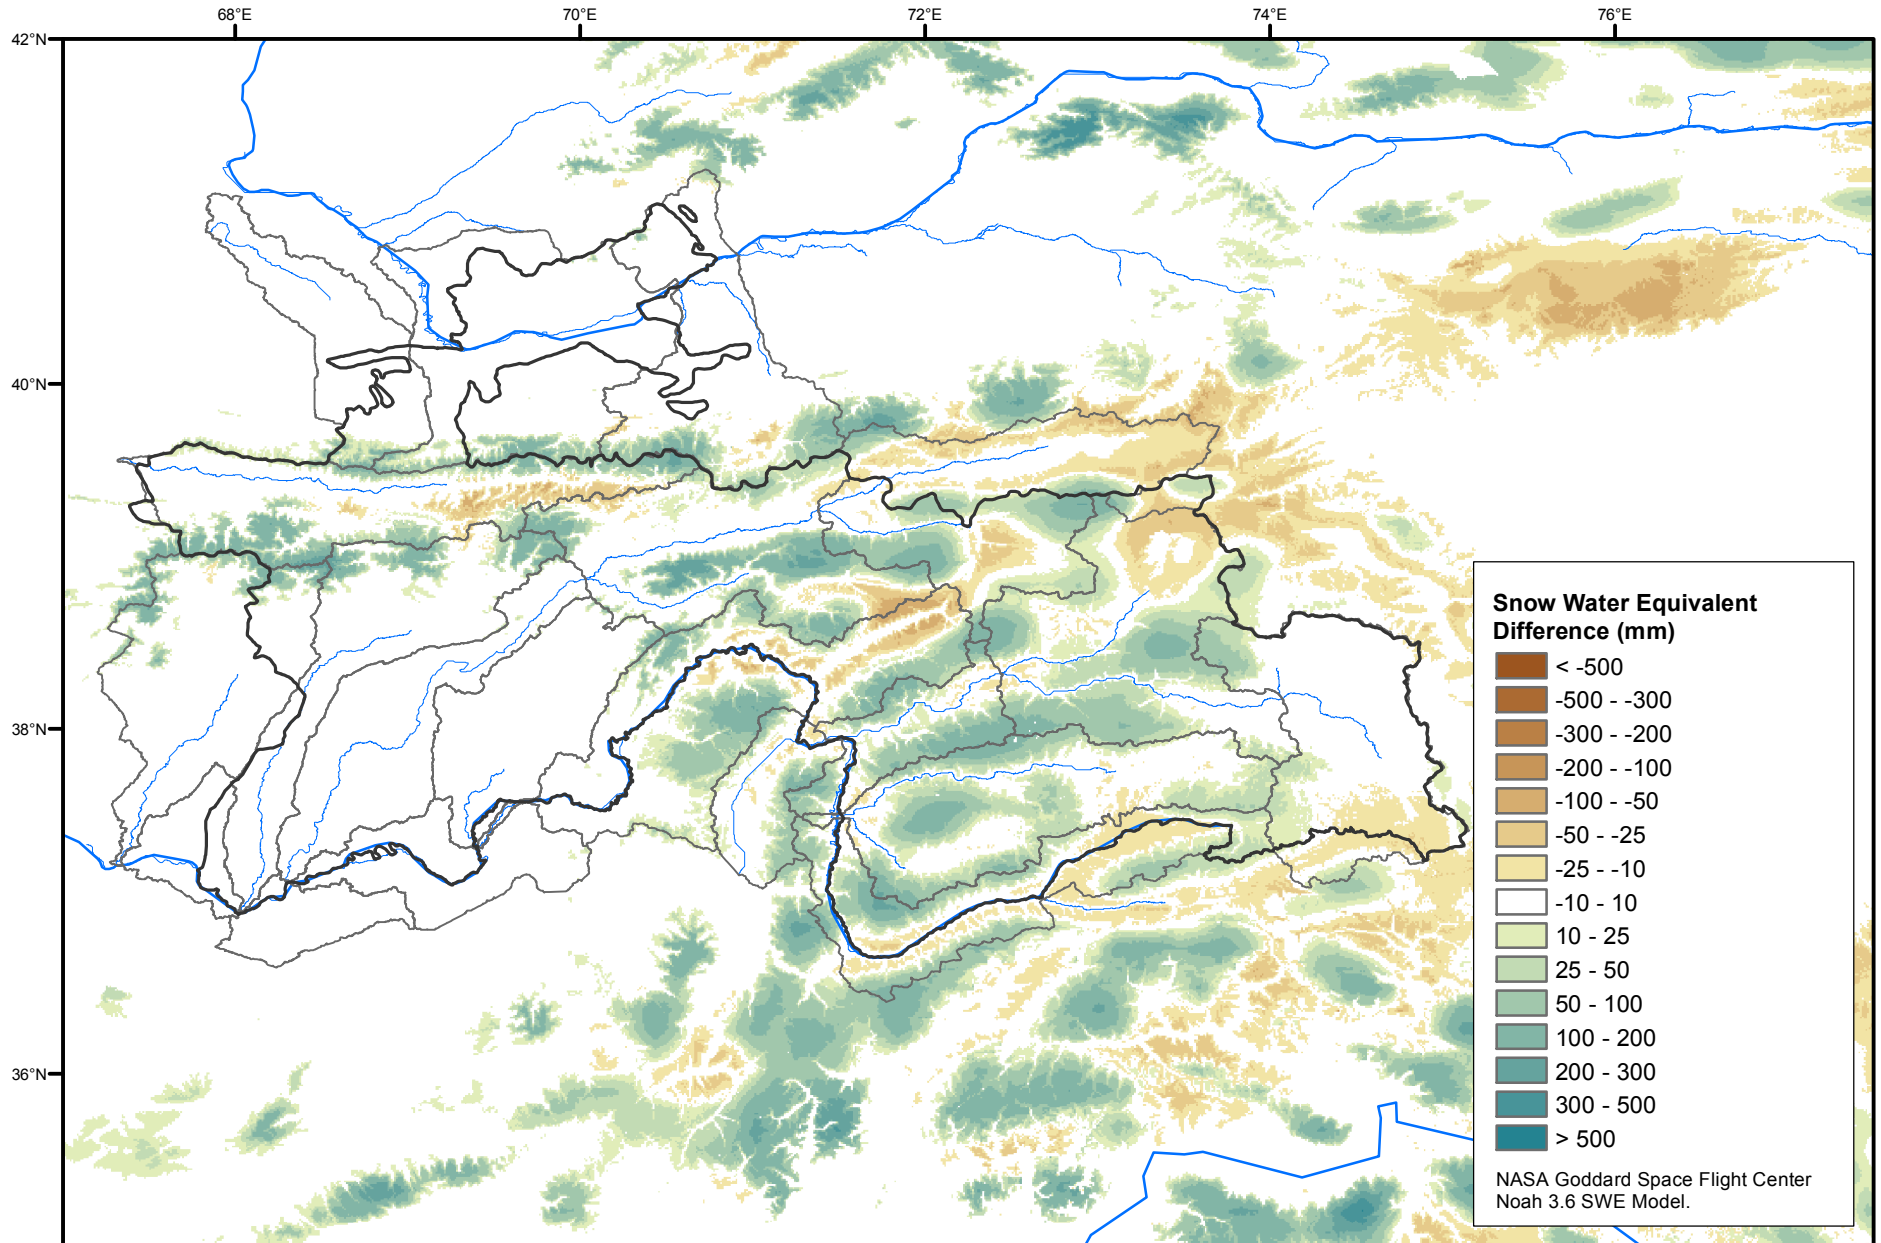 68°E 70°E 72°E 74°E 76°E
42°N
40°N
38°N
36°N
Snow Water Equivalent
Difference (mm)
< -500
-500 - -300
-300 - -200
-200 - -100
-100 - -50
-50 - -25
-25 - -10
-10 - 10
10 - 25
25 - 50
50 - 100
100 - 200
200 - 300
300 - 500
> 500
NASA Goddard Space Flight Center
Noah 3.6 SWE Model.